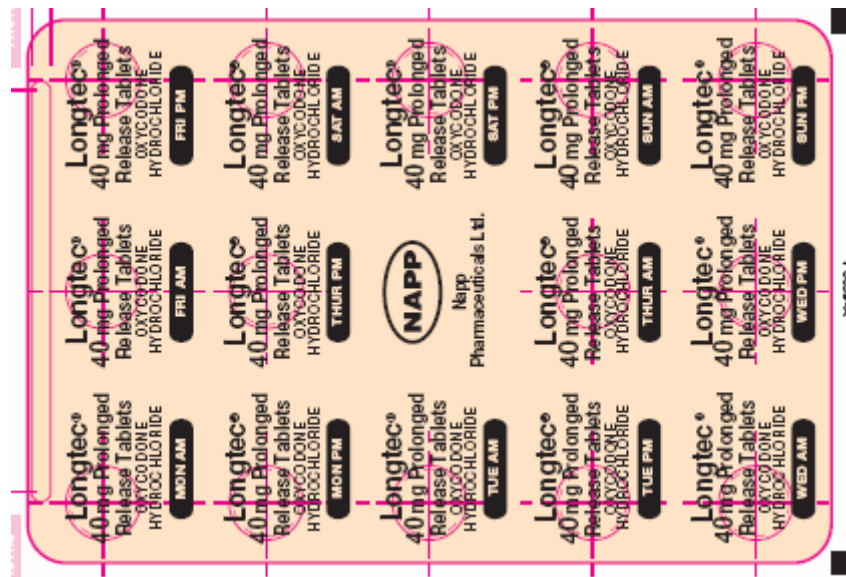 Longtec®
40 mg Prolonged
Release Tablets
OXYCODONE
HYDROCHLORIDE
MON AM
Longtec®
40 mg Prolonged
Release Tablets
OXYCODONE
HYDROCHLORIDE
FRI AM
Longtec®
40 mg Prolonged
Release Tablets
OXYCODONE
HYDROCHLORIDE
FRI PM
Longtec®
40 mg Prolonged
Release Tablets
OXYCODONE
HYDROCHLORIDE
MON PM
Longtec®
40 mg Prolonged
Release Tablets
OXYCODONE
HYDROCHLORIDE
THUR PM
Longtec®
40 mg Prolonged
Release Tablets
OXYCODONE
HYDROCHLORIDE
SAT AM
Longtec®
40 mg Prolonged
Release Tablets
OXYCODONE
HYDROCHLORIDE
TUE AM
NAPP
Napp
Pharmaceuticals Ltd.
Longtec®
40 mg Prolonged
Release Tablets
OXYCODONE
HYDROCHLORIDE
SAT PM
Longtec®
40 mg Prolonged
Release Tablets
OXYCODONE
HYDROCHLORIDE
TUE PM
Longtec®
40 mg Prolonged
Release Tablets
OXYCODONE
HYDROCHLORIDE
THUR AM
Longtec®
40 mg Prolonged
Release Tablets
OXYCODONE
HYDROCHLORIDE
SUN AM
Longtec®
40 mg Prolonged
Release Tablets
OXYCODONE
HYDROCHLORIDE
WED AM
Longtec®
40 mg Prolonged
Release Tablets
OXYCODONE
HYDROCHLORIDE
WED PM
Longtec®
40 mg Prolonged
Release Tablets
OXYCODONE
HYDROCHLORIDE
SUN PM